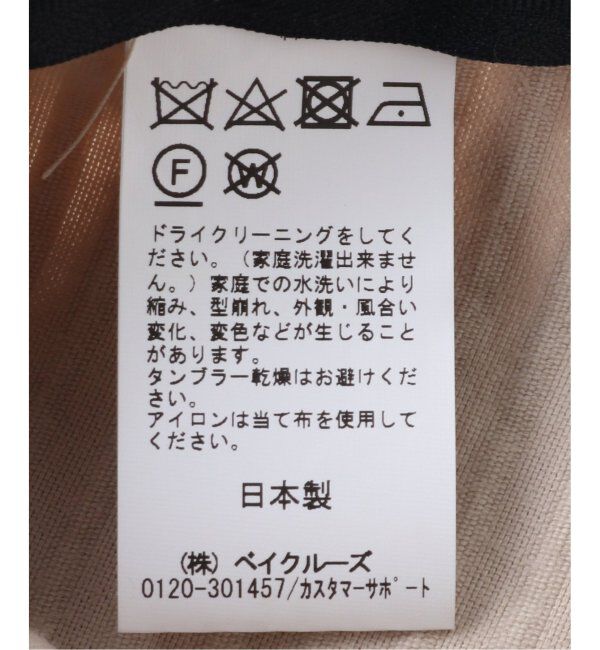 F
W
ドライクリーニングをしてく
ださい。（家庭洗濯出来ませ
ん。）家庭での水洗いにより
縮み、型崩れ、外観・風合い
変化、変色などが生じること
があります。
タンブラー乾燥はお避けくだ
さい。
アイロンは当て布を使用して
ください。
日本製
（株）ベイクルーズ
0120-301457/ｶｽﾀﾏｰｻﾎﾟｰﾄ